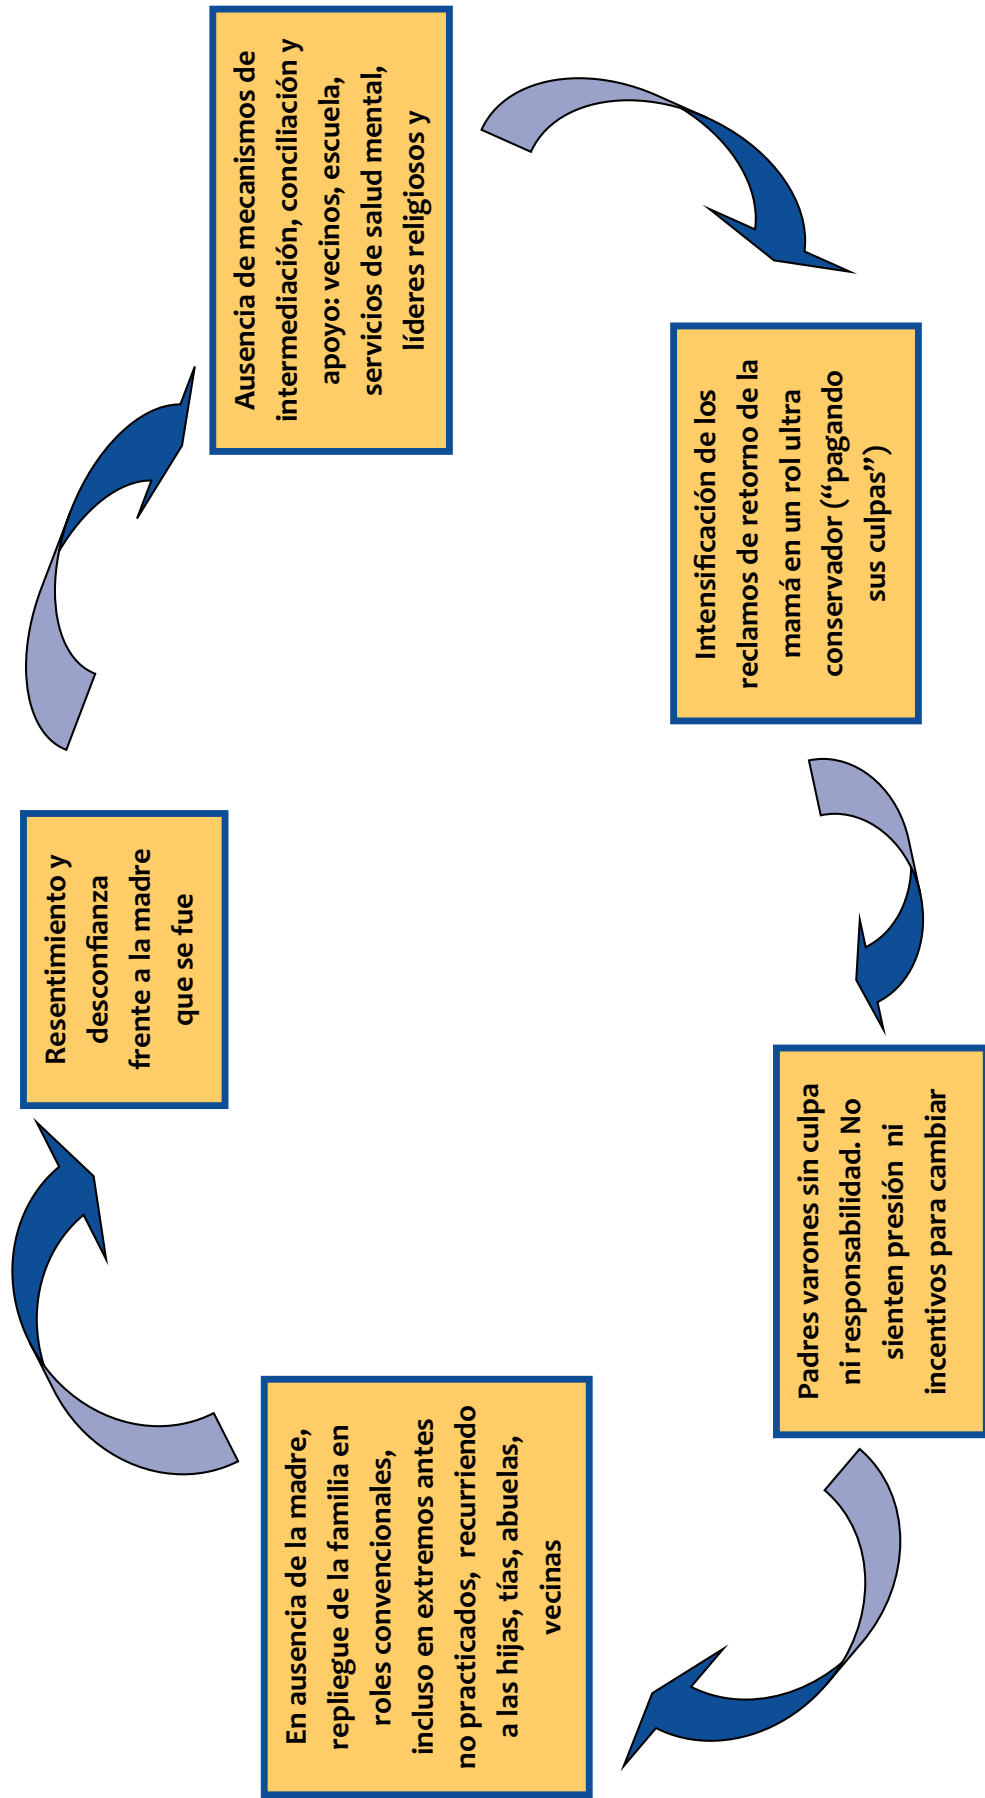 Resentimiento y
desconfianza
frente a la madre
que se fue
Ausencia de mecanismos de
intermediación, conciliación y
apoyo: vecinos, escuela,
servicios de salud mental,
líderes religiosos y
Intensificación de los
reclamos de retorno de la
mamá en un rol ultra
conservador (“pagando
sus culpas”)
Padres varones sin culpa
ni responsabilidad. No
sienten presión ni
incentivos para cambiar
En ausencia de la madre,
repliegue de la familia en
roles convencionales,
incluso en extremos antes
no practicados, recurriendo
a las hijas, tías, abuelas,
vecinas